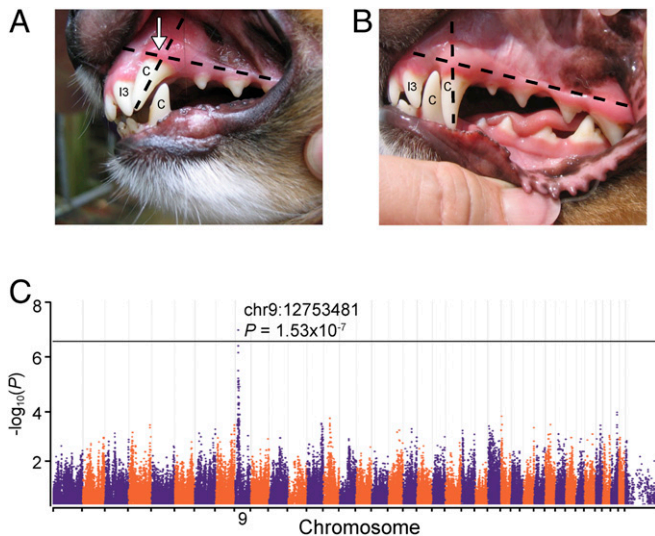 A
B
I3
C
C
I3
C
C
C
8
6
4
2
-log10(P)
chr9:12753481
P = 1.53x10-7
9
Chromosome